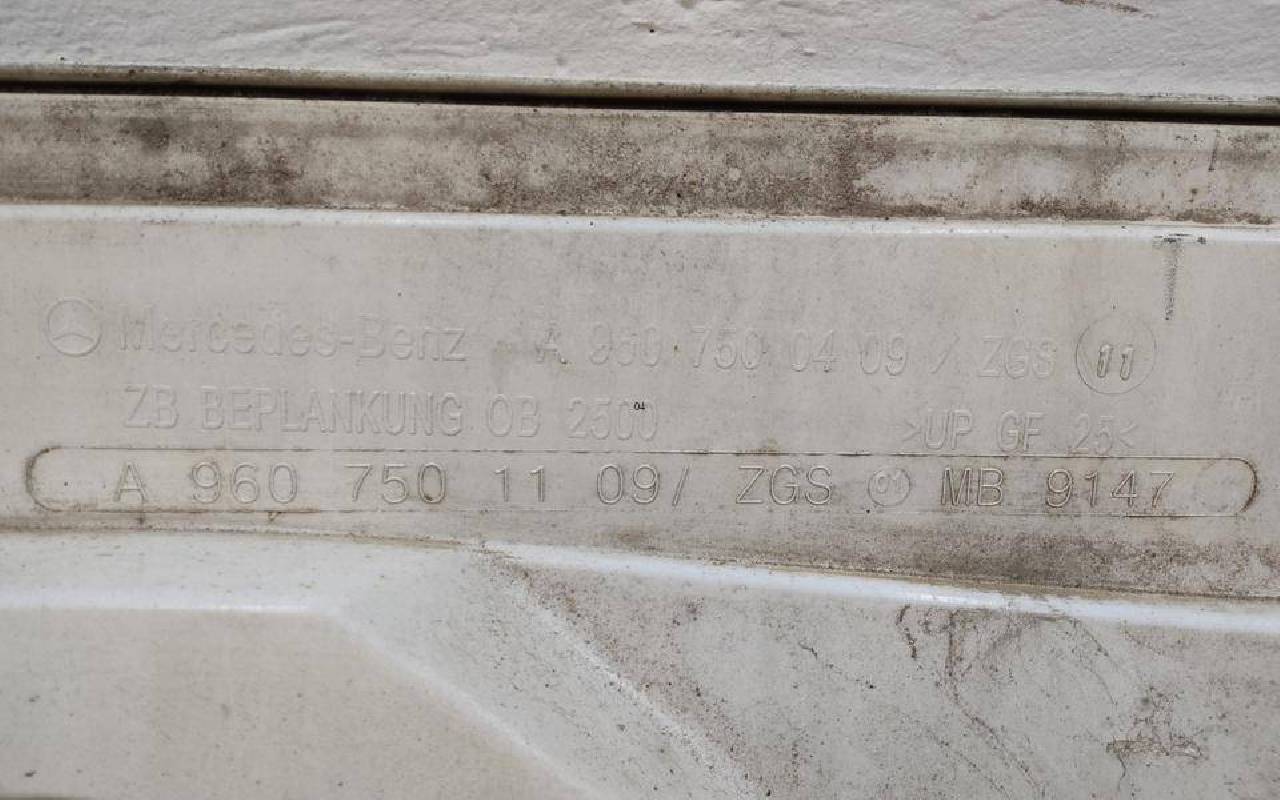 Mercedes-Benz A 960 750 04 09 / ZGS 11
ZB BEPLANKUNG OB 2500 >UP GF 25<
04
A 960 750 11 09/ ZGS 01 MB 9147